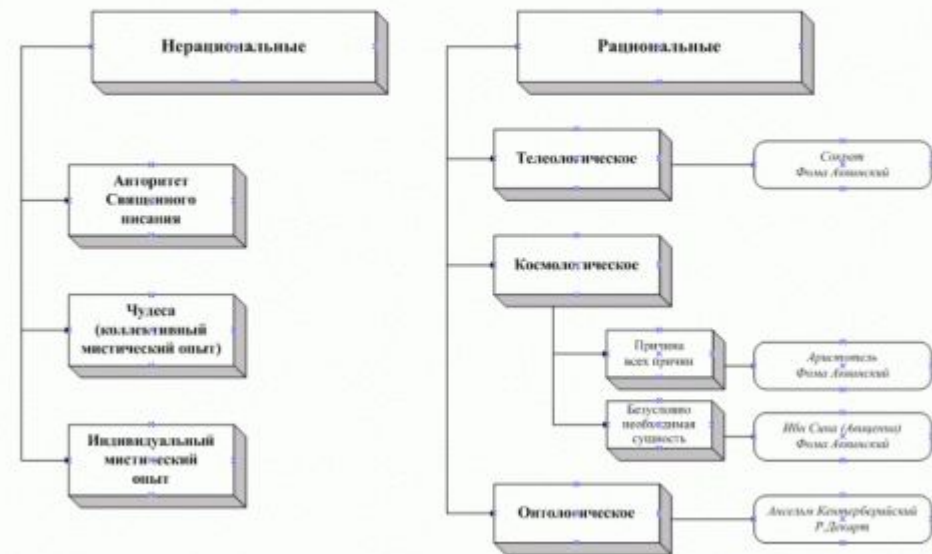 Нерациональные
Авторитет
Священного
писания
Чудеса
(коллективный
мистический опыт)
Индивидуальный
мистический
опыт
Рациональные
Телеологическое
Сократ
Фома Аквинский
Космологическое
Причина
всех причин
Аристотель
Фома Аквинский
Безусловно
необходимая
сущность
Ибн Сина (Авиценна)
Фома Аквинский
Онтологическое
Ансельм Кентерберийский
Р.Декарт